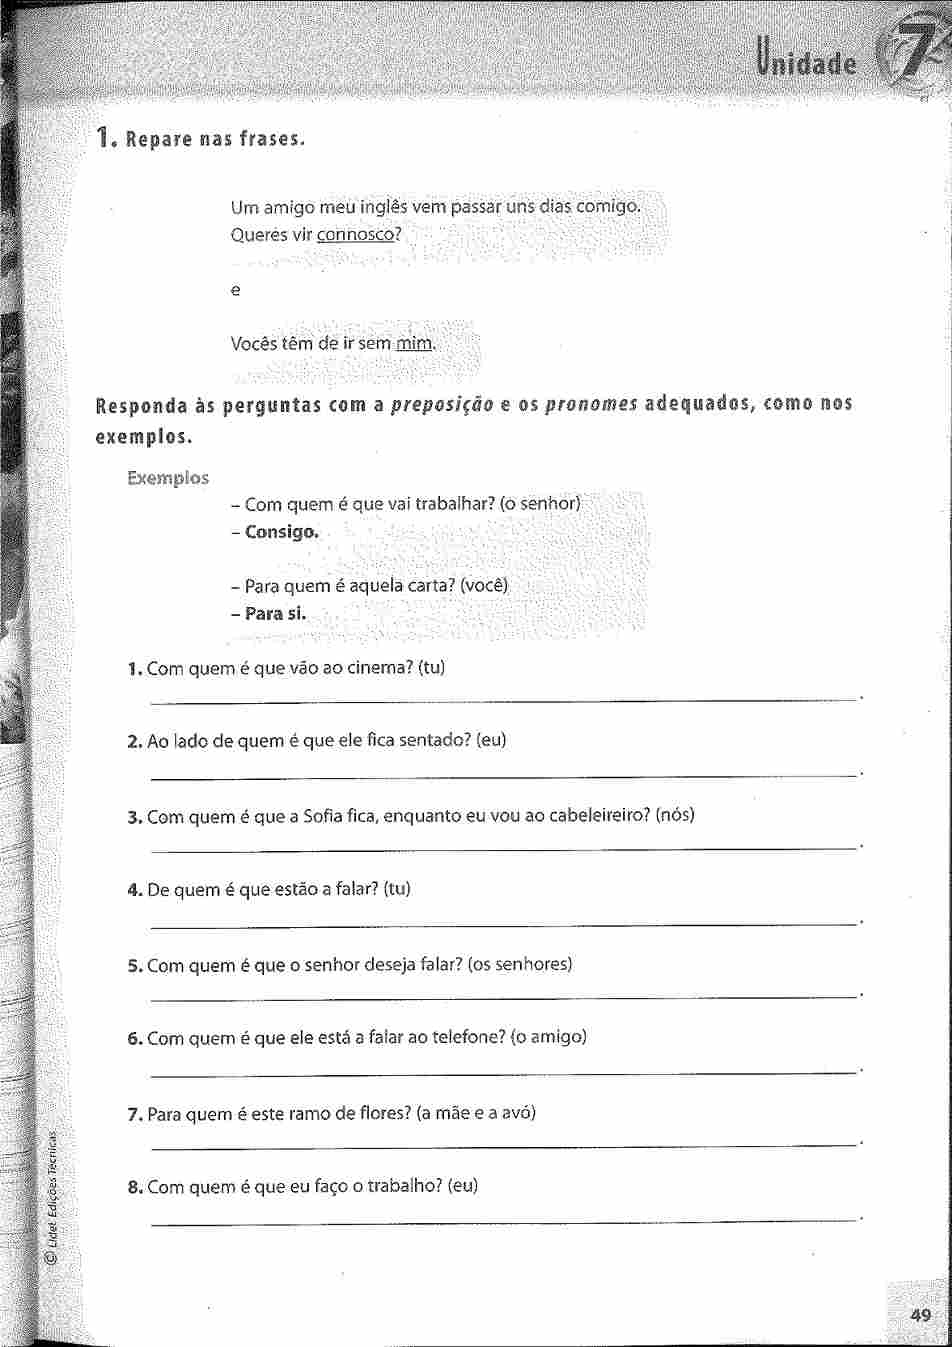 Unidade 7
1. Repare nas frases.
Um amigo meu inglês vem passar uns dias comigo.
Queres vir connosco?
e
Vocês têm de ir sem mim.
Responda às perguntas com a preposição e os pronomes adequados, como nos
exemplos.
Exemplos
– Com quem é que vai trabalhar? (o senhor)
– Consigo.
– Para quem é aquela carta? (você)
– Para si.
1. Com quem é que vão ao cinema? (tu)
.
2. Ao lado de quem é que ele fica sentado? (eu)
.
3. Com quem é que a Sofia fica, enquanto eu vou ao cabeleireiro? (nós)
.
4. De quem é que estão a falar? (tu)
.
5. Com quem é que o senhor deseja falar? (os senhores)
.
6. Com quem é que ele está a falar ao telefone? (o amigo)
.
7. Para quem é este ramo de flores? (a mãe e a avó)
.
8. Com quem é que eu faço o trabalho? (eu)
.
© Lidel Edições Técnicas
49